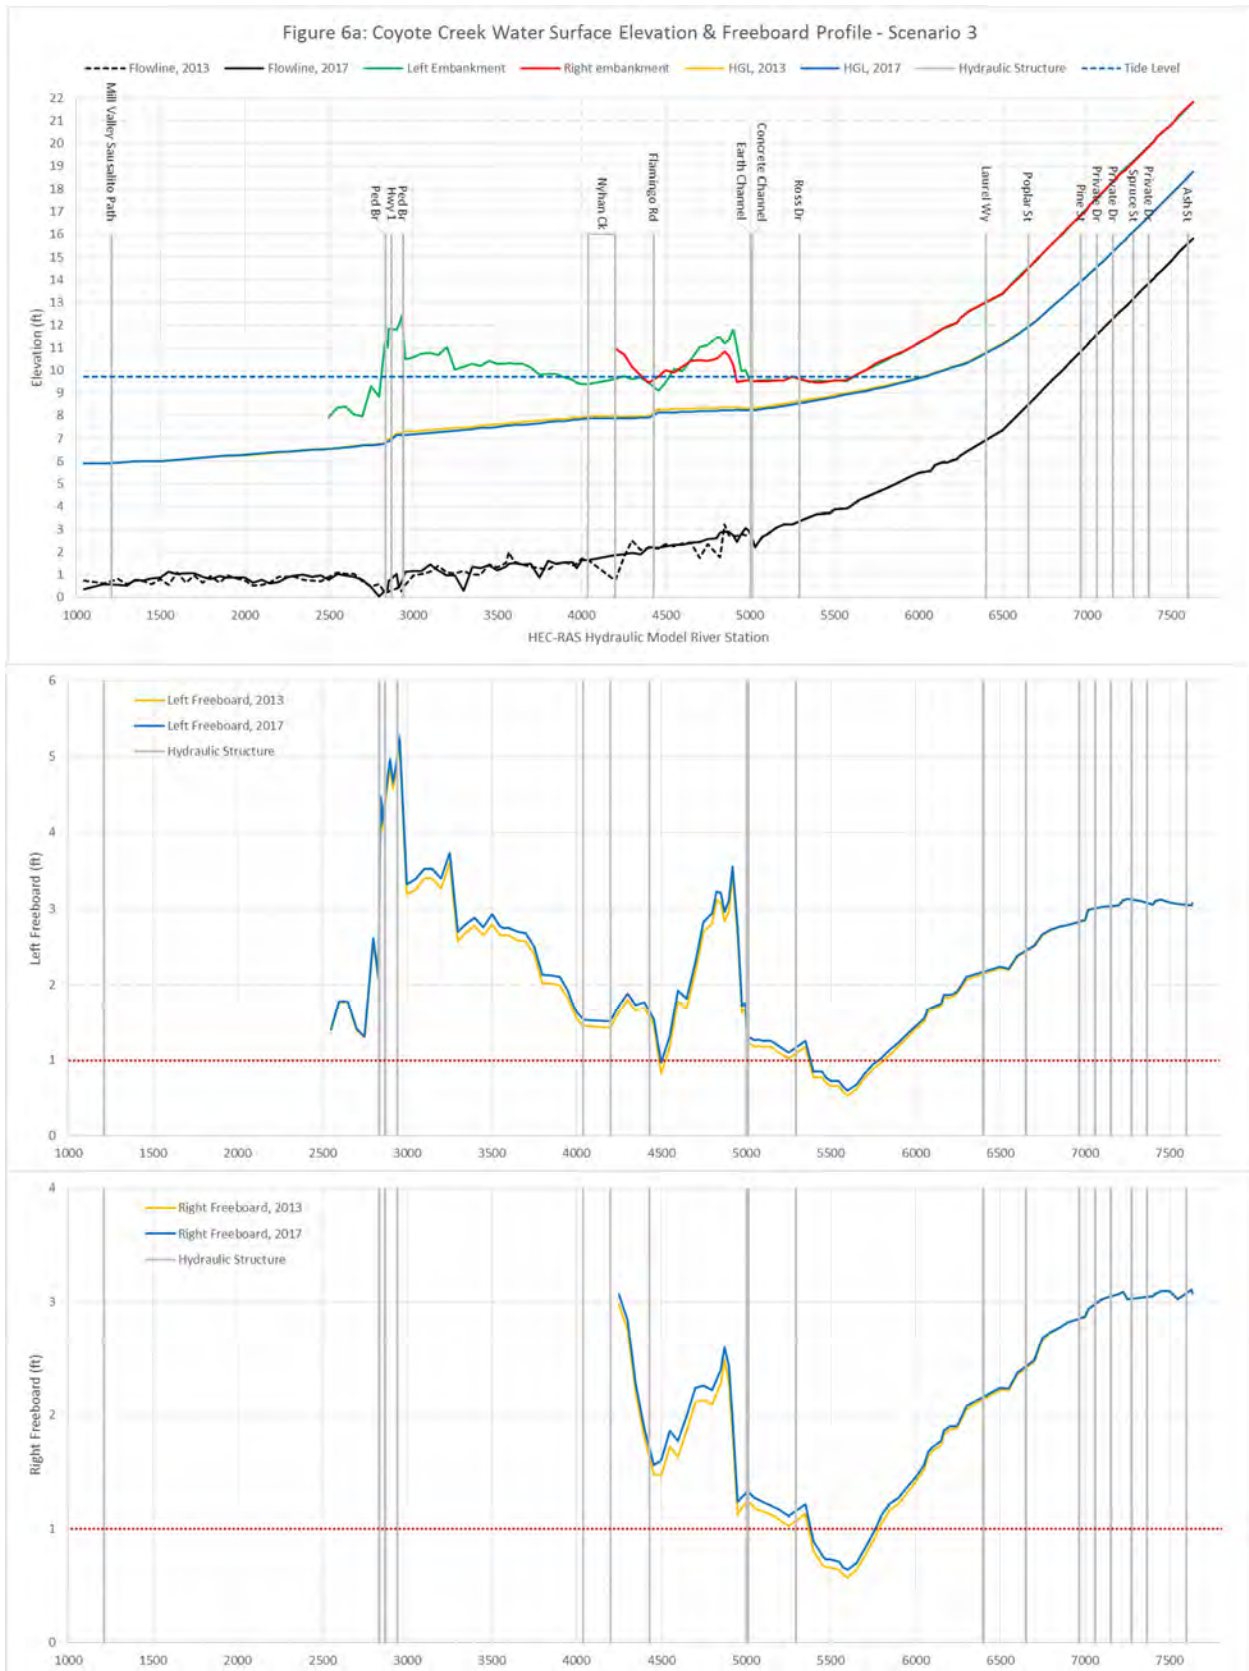 Figure 6a: Coyote Creek Water Surface Elevation & Freeboard Profile - Scenario 3
Flowline, 2013 Flowline, 2017 Left Embankment Right embankment HGL, 2013 HGL, 2017 Hydraulic Structure Tide Level
Elevation (ft)
22
21
20
19
18
17
16
15
14
13
12
11
10
9
8
7
6
5
4
3
2
1
0
Mill Valley Sausalito Path
Ped Br
Hwy 1
Ped Br
Nyhan Ck
Flamingo Rd
Earth Channel
Concrete Channel
Ross Dr
Laurel Wy
Poplar St
Pine St
Private Dr
Private Dr
Spruce St
Private Dr
Ash St
1000 1500 2000 2500 3000 3500 4000 4500 5000 5500 6000 6500 7000 7500
HEC-RAS Hydraulic Model River Station
Left Freeboard (ft)
6
5
4
3
2
1
0
Left Freeboard, 2013
Left Freeboard, 2017
Hydraulic Structure
1000 1500 2000 2500 3000 3500 4000 4500 5000 5500 6000 6500 7000 7500
Right Freeboard (ft)
4
3
2
1
0
Right Freeboard, 2013
Right Freeboard, 2017
Hydraulic Structure
1000 1500 2000 2500 3000 3500 4000 4500 5000 5500 6000 6500 7000 7500